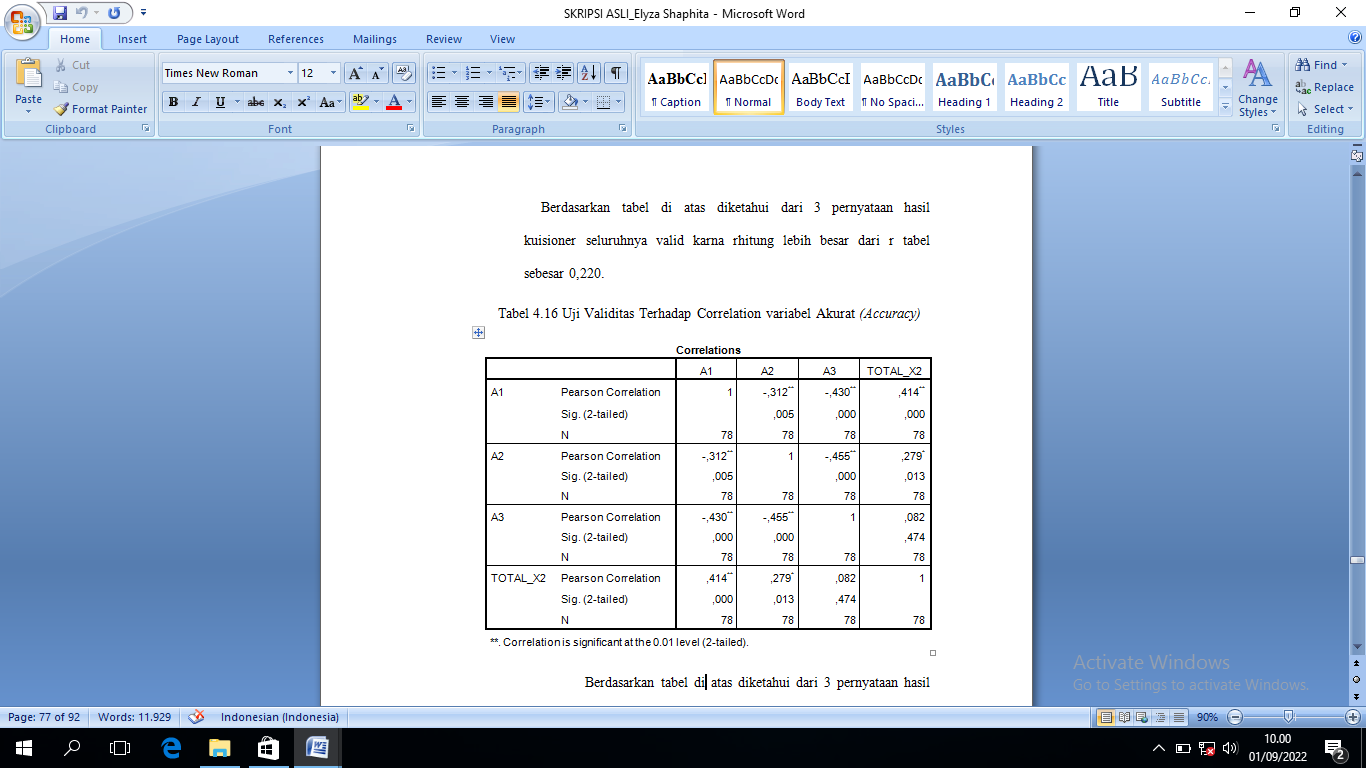 SKRIPSI ASLI_Elyza Shaphita - Microsoft Word
Home Insert Page Layout References Mailings Review View
Paste
Cut
Copy
Format Painter
Clipboard
Times New Roman 12
B I U abc x₂ x² Aa
Font
Paragraph
AaBbCcI AaBbCcDc AaBbCcI AaBbCcDc AaBbC AaBbCc AaB AaBbCc.
¶ Caption ¶ Normal Body Text ¶ No Spaci... Heading 1 Heading 2 Title Subtitle
Change Styles
Styles
Find
Replace
Select
Editing
Berdasarkan tabel di atas diketahui dari 3 pernyataan hasil
kuisioner seluruhnya valid karna rhitung lebih besar dari r tabel
sebesar 0,220.
Tabel 4.16 Uji Validitas Terhadap Correlation variabel Akurat (Accuracy)
Correlations
A1 A2 A3 TOTAL_X2
A1 Pearson Correlation 1 -,312** -,430** ,414**
Sig. (2-tailed) ,005 ,000 ,000
N 78 78 78 78
A2 Pearson Correlation -,312** 1 -,455** ,279*
Sig. (2-tailed) ,005 ,000 ,013
N 78 78 78 78
A3 Pearson Correlation -,430** -,455** 1 ,082
Sig. (2-tailed) ,000 ,000 ,474
N 78 78 78 78
TOTAL_X2 Pearson Correlation ,414** ,279* ,082 1
Sig. (2-tailed) ,000 ,013 ,474
N 78 78 78 78
**. Correlation is significant at the 0.01 level (2-tailed).
Berdasarkan tabel di atas diketahui dari 3 pernyataan hasil
Activate Windows
Go to Settings to activate Windows.
Page: 77 of 92 Words: 11.929 Indonesian (Indonesia) 90%
10.00
01/09/2022
2